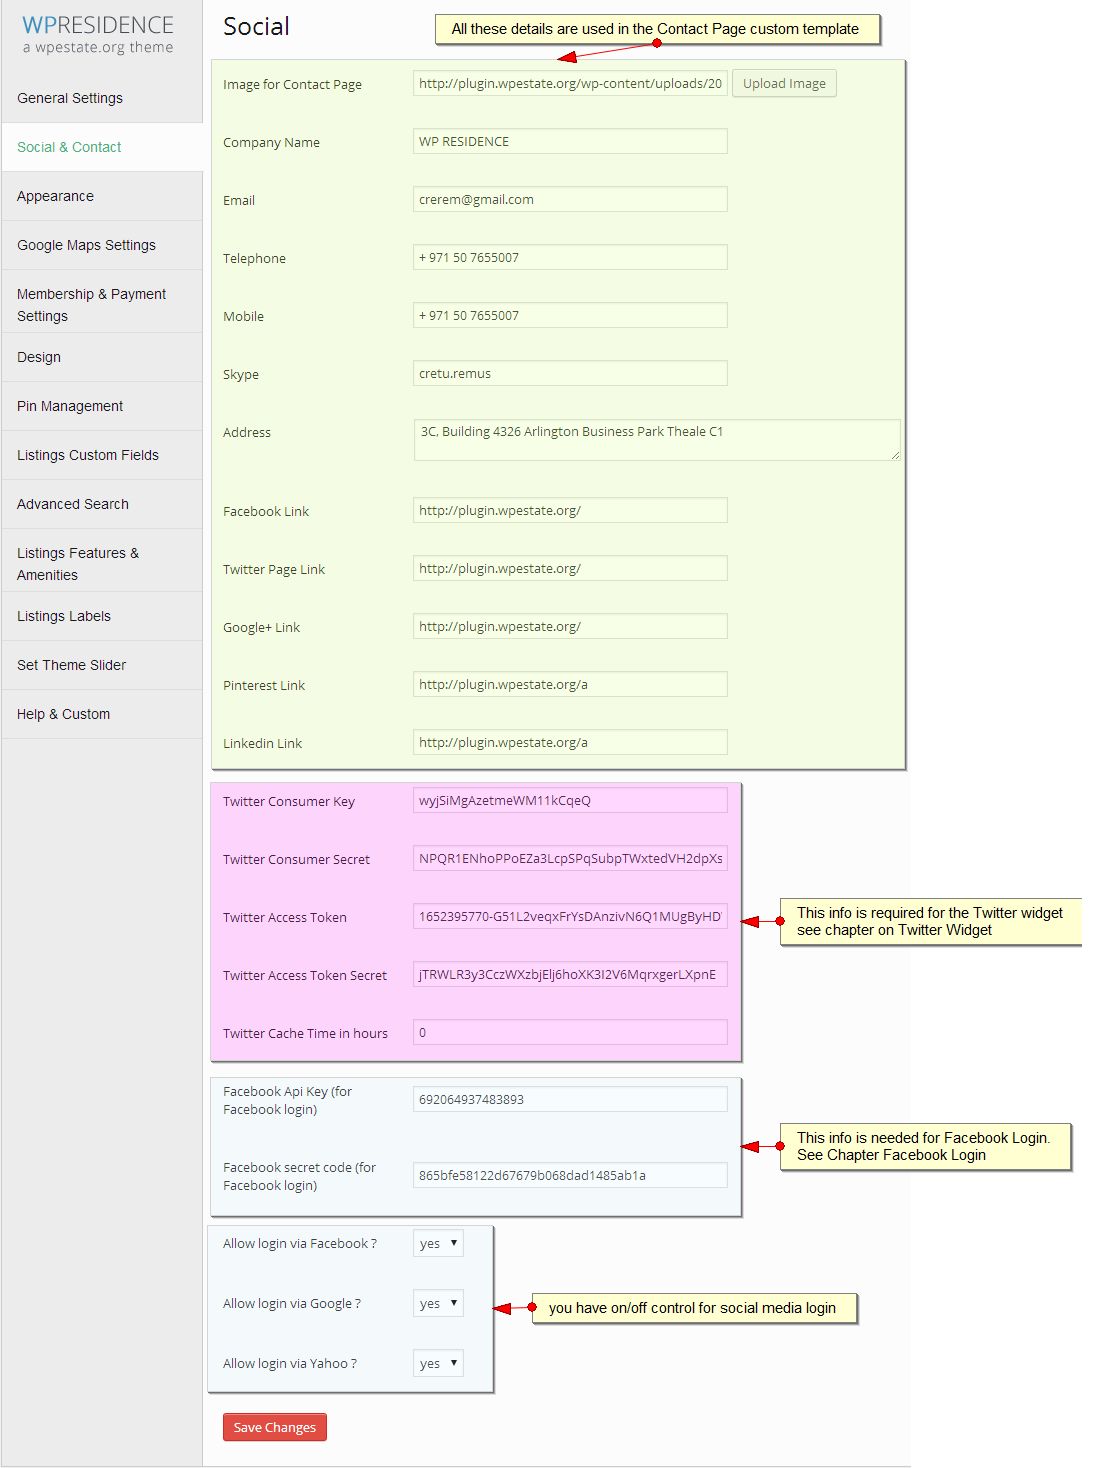 WPRESIDENCE
a wpestate.org theme
General Settings
Social & Contact
Appearance
Google Maps Settings
Membership & Payment
Settings
Design
Pin Management
Listings Custom Fields
Advanced Search
Listings Features &
Amenities
Listings Labels
Set Theme Slider
Help & Custom
Social
All these details are used in the Contact Page custom template
Image for Contact Page http://plugin.wpestate.org/wp-content/uploads/20 Upload Image
Company Name WP RESIDENCE
Email crerem@gmail.com
Telephone + 971 50 7655007
Mobile + 971 50 7655007
Skype cretu.remus
Address 3C, Building 4326 Arlington Business Park Theale C1
Facebook Link http://plugin.wpestate.org/
Twitter Page Link http://plugin.wpestate.org/
Google+ Link http://plugin.wpestate.org/
Pinterest Link http://plugin.wpestate.org/a
Linkedin Link http://plugin.wpestate.org/a
Twitter Consumer Key wyjSiMgAzetmeWM11kCqeQ
Twitter Consumer Secret NPQR1ENhoPPoEZa3LcpSPqSubpTWxtedVH2dpXs
Twitter Access Token 1652395770-G51L2veqxFrYsDAnzivN6Q1MUgByHD
This info is required for the Twitter widget
see chapter on Twitter Widget
Twitter Access Token Secret jTRWLR3y3CczWXzbjElj6hoXK3I2V6MqrxgerLXpnE
Twitter Cache Time in hours 0
Facebook Api Key (for
Facebook login) 692064937483893
This info is needed for Facebook Login.
See Chapter Facebook Login
Facebook secret code (for
Facebook login) 865bfe58122d67679b068dad1485ab1a
Allow login via Facebook ? yes
Allow login via Google ? yes
you have on/off control for social media login
Allow login via Yahoo ? yes
Save Changes